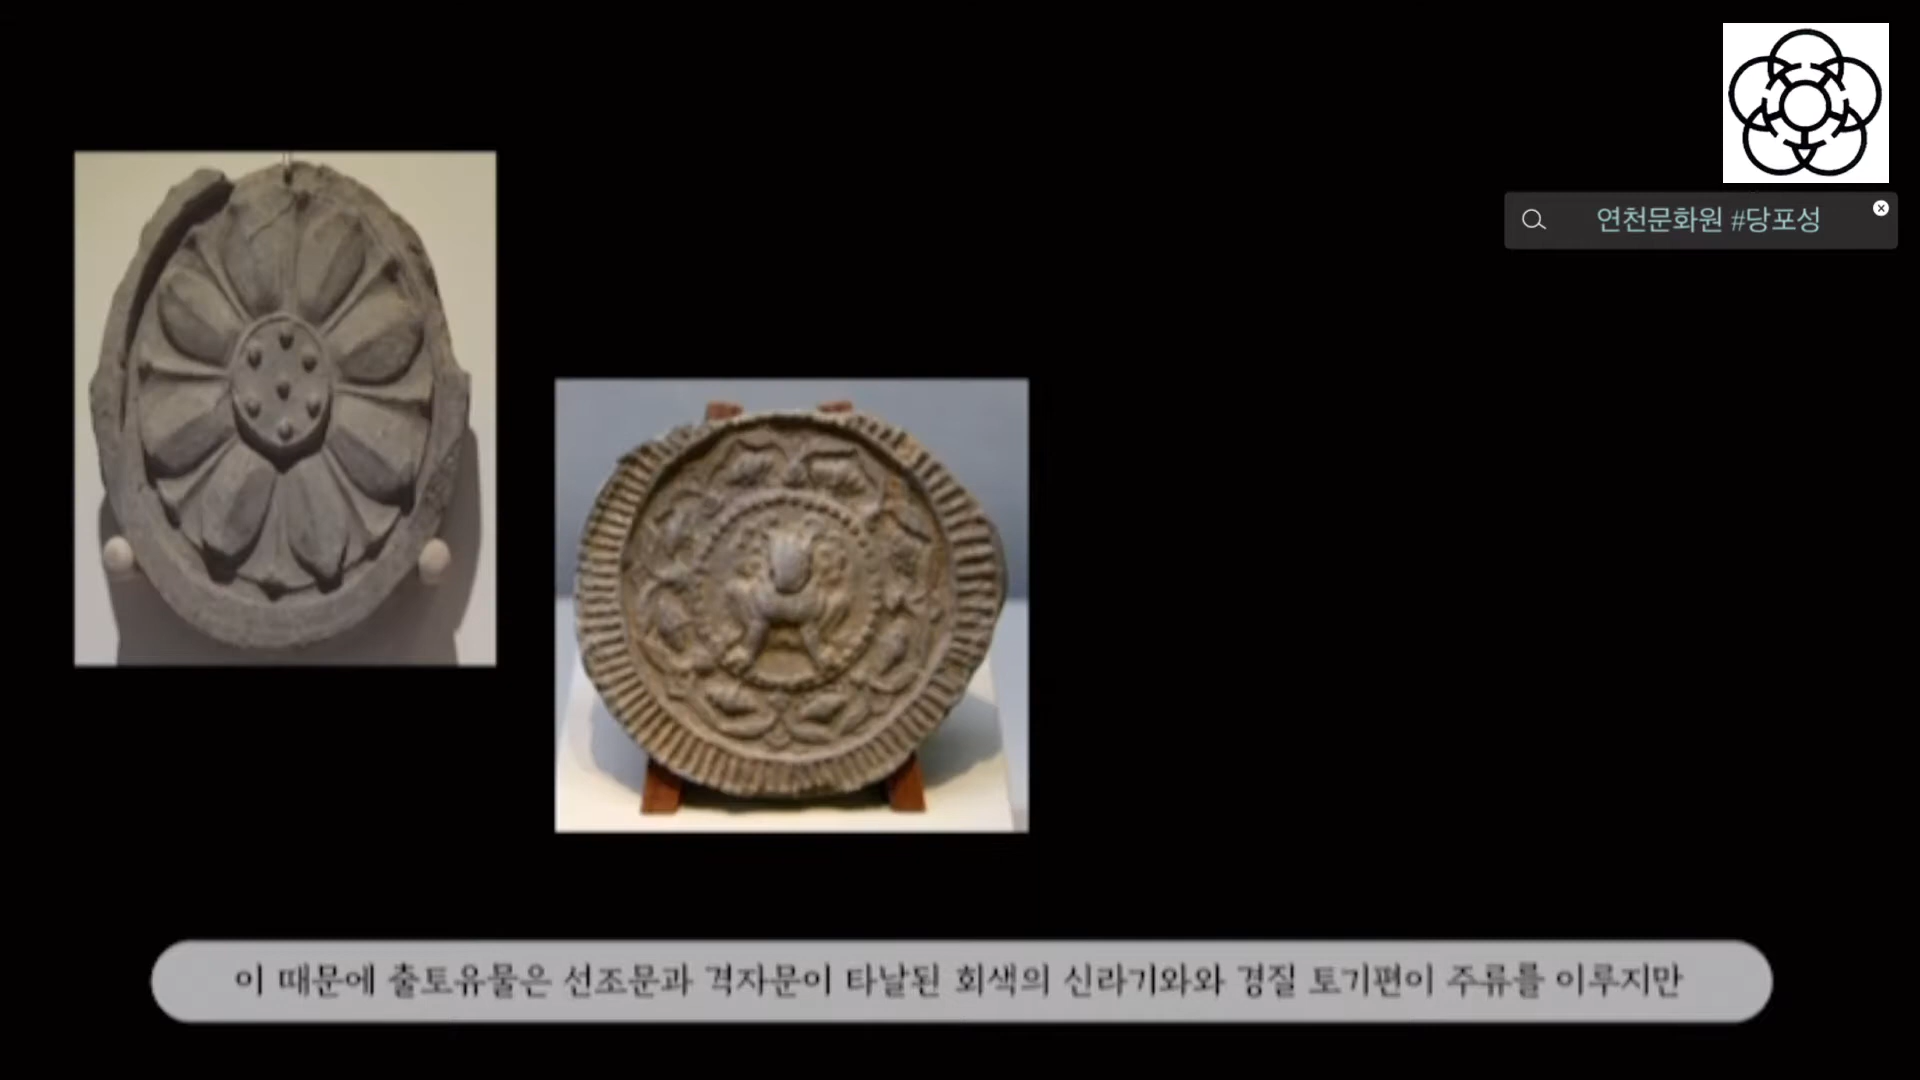 연천문화원 #당포성
이 때문에 출토유물은 선조문과 격자문이 타날된 회색의 신라기와와 경질 토기편이 주류를 이루지만